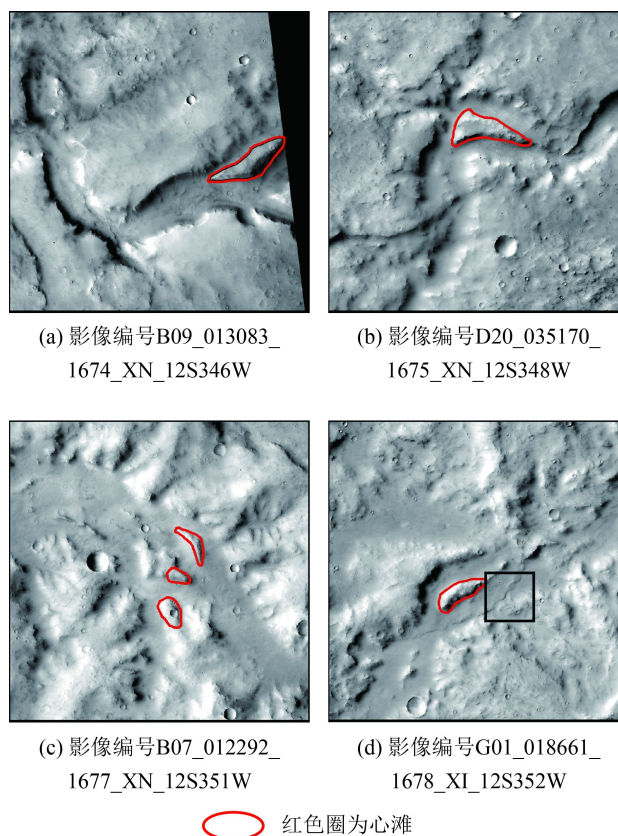 (a) 影像编号B09_013083_
1674_XN_12S346W
(b) 影像编号D20_035170_
1675_XN_12S348W
(c) 影像编号B07_012292_
1677_XN_12S351W
(d) 影像编号G01_018661_
1678_XI_12S352W
红色圈为心滩